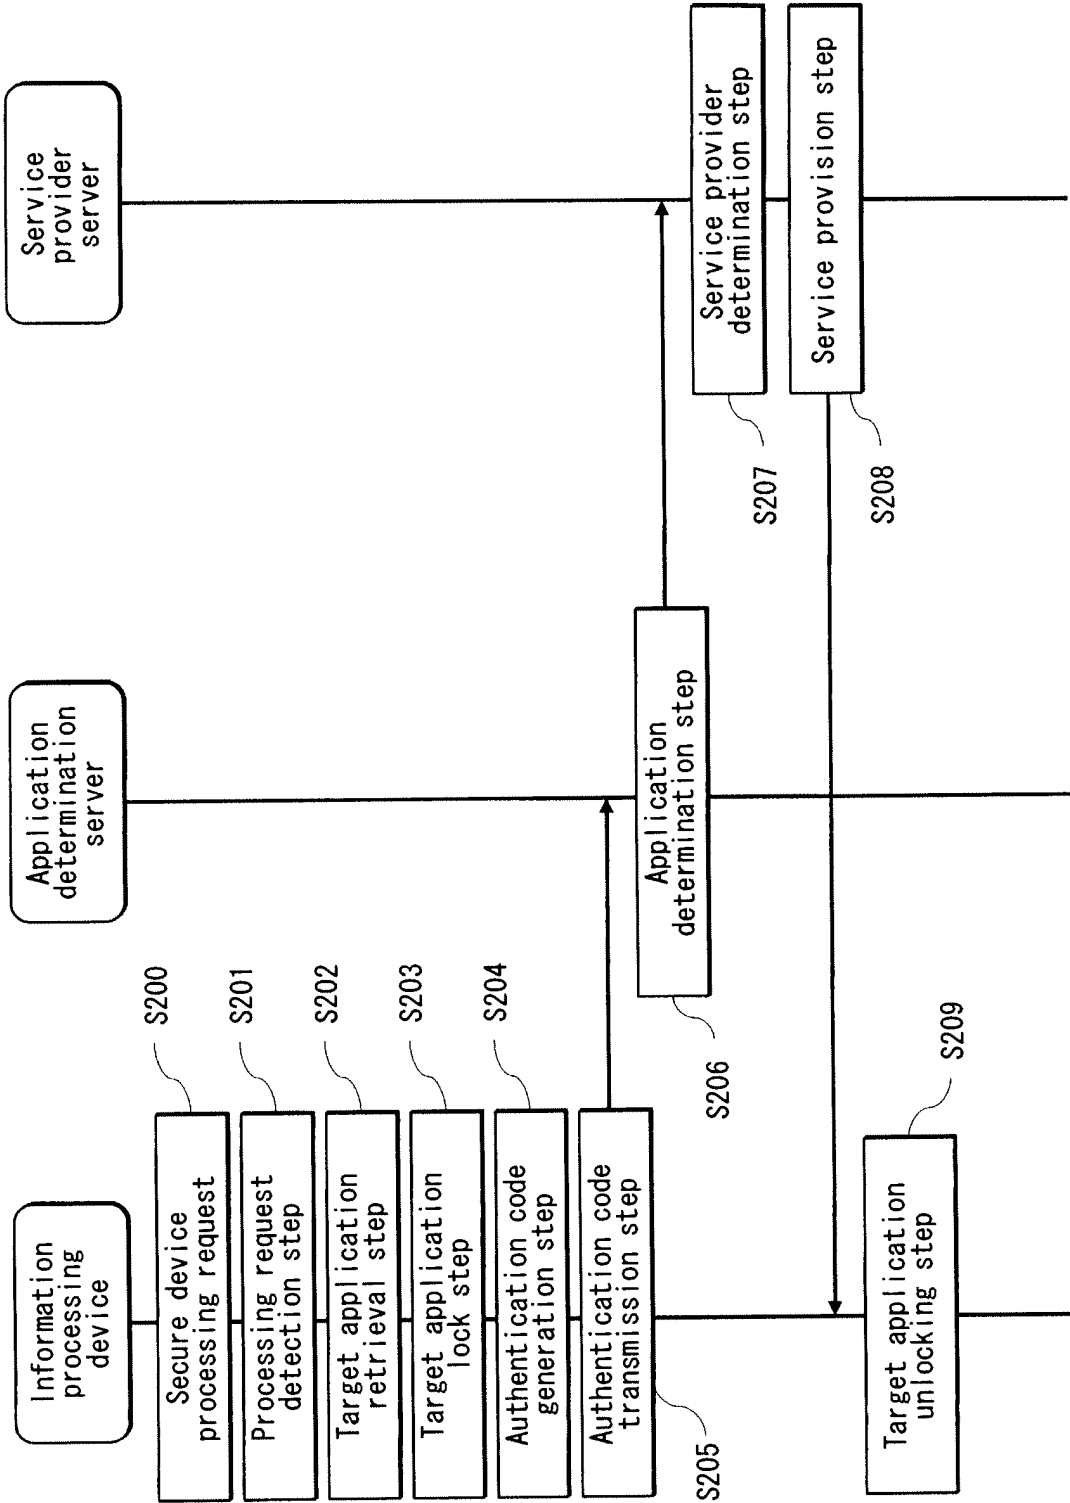 Information
processing
device
Application
determination
server
Service
provider
server
Secure device
processing request
S200
Processing request
detection step
S201
Target application
retrieval step
S202
Target application
lock step
S203
Authentication code
generation step
S204
Authentication code
transmission step
S205
Application
determination step
S206
Service provider
determination step
S207
Service provision step
S208
Target application
unlocking step
S209